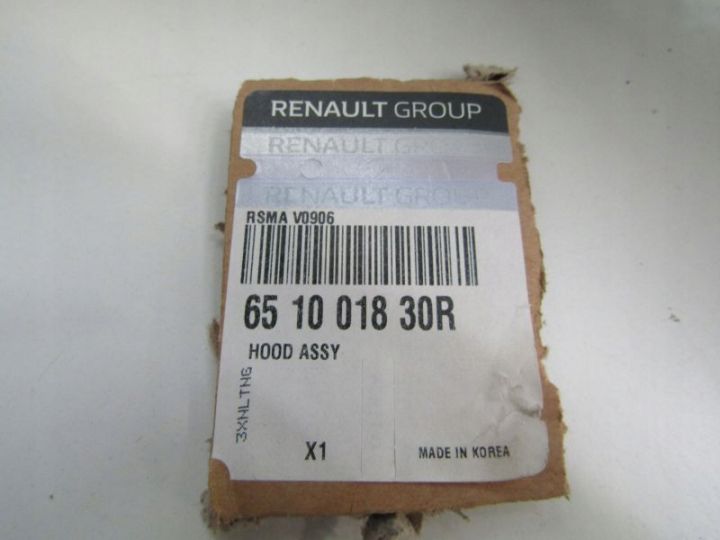 RENAULT GROUP
RENAULT GROUP
RENAULT GROUP
RSMA V0906
65 10 018 30R
HOOD ASSY
3XNLTNG
X1
MADE IN KOREA